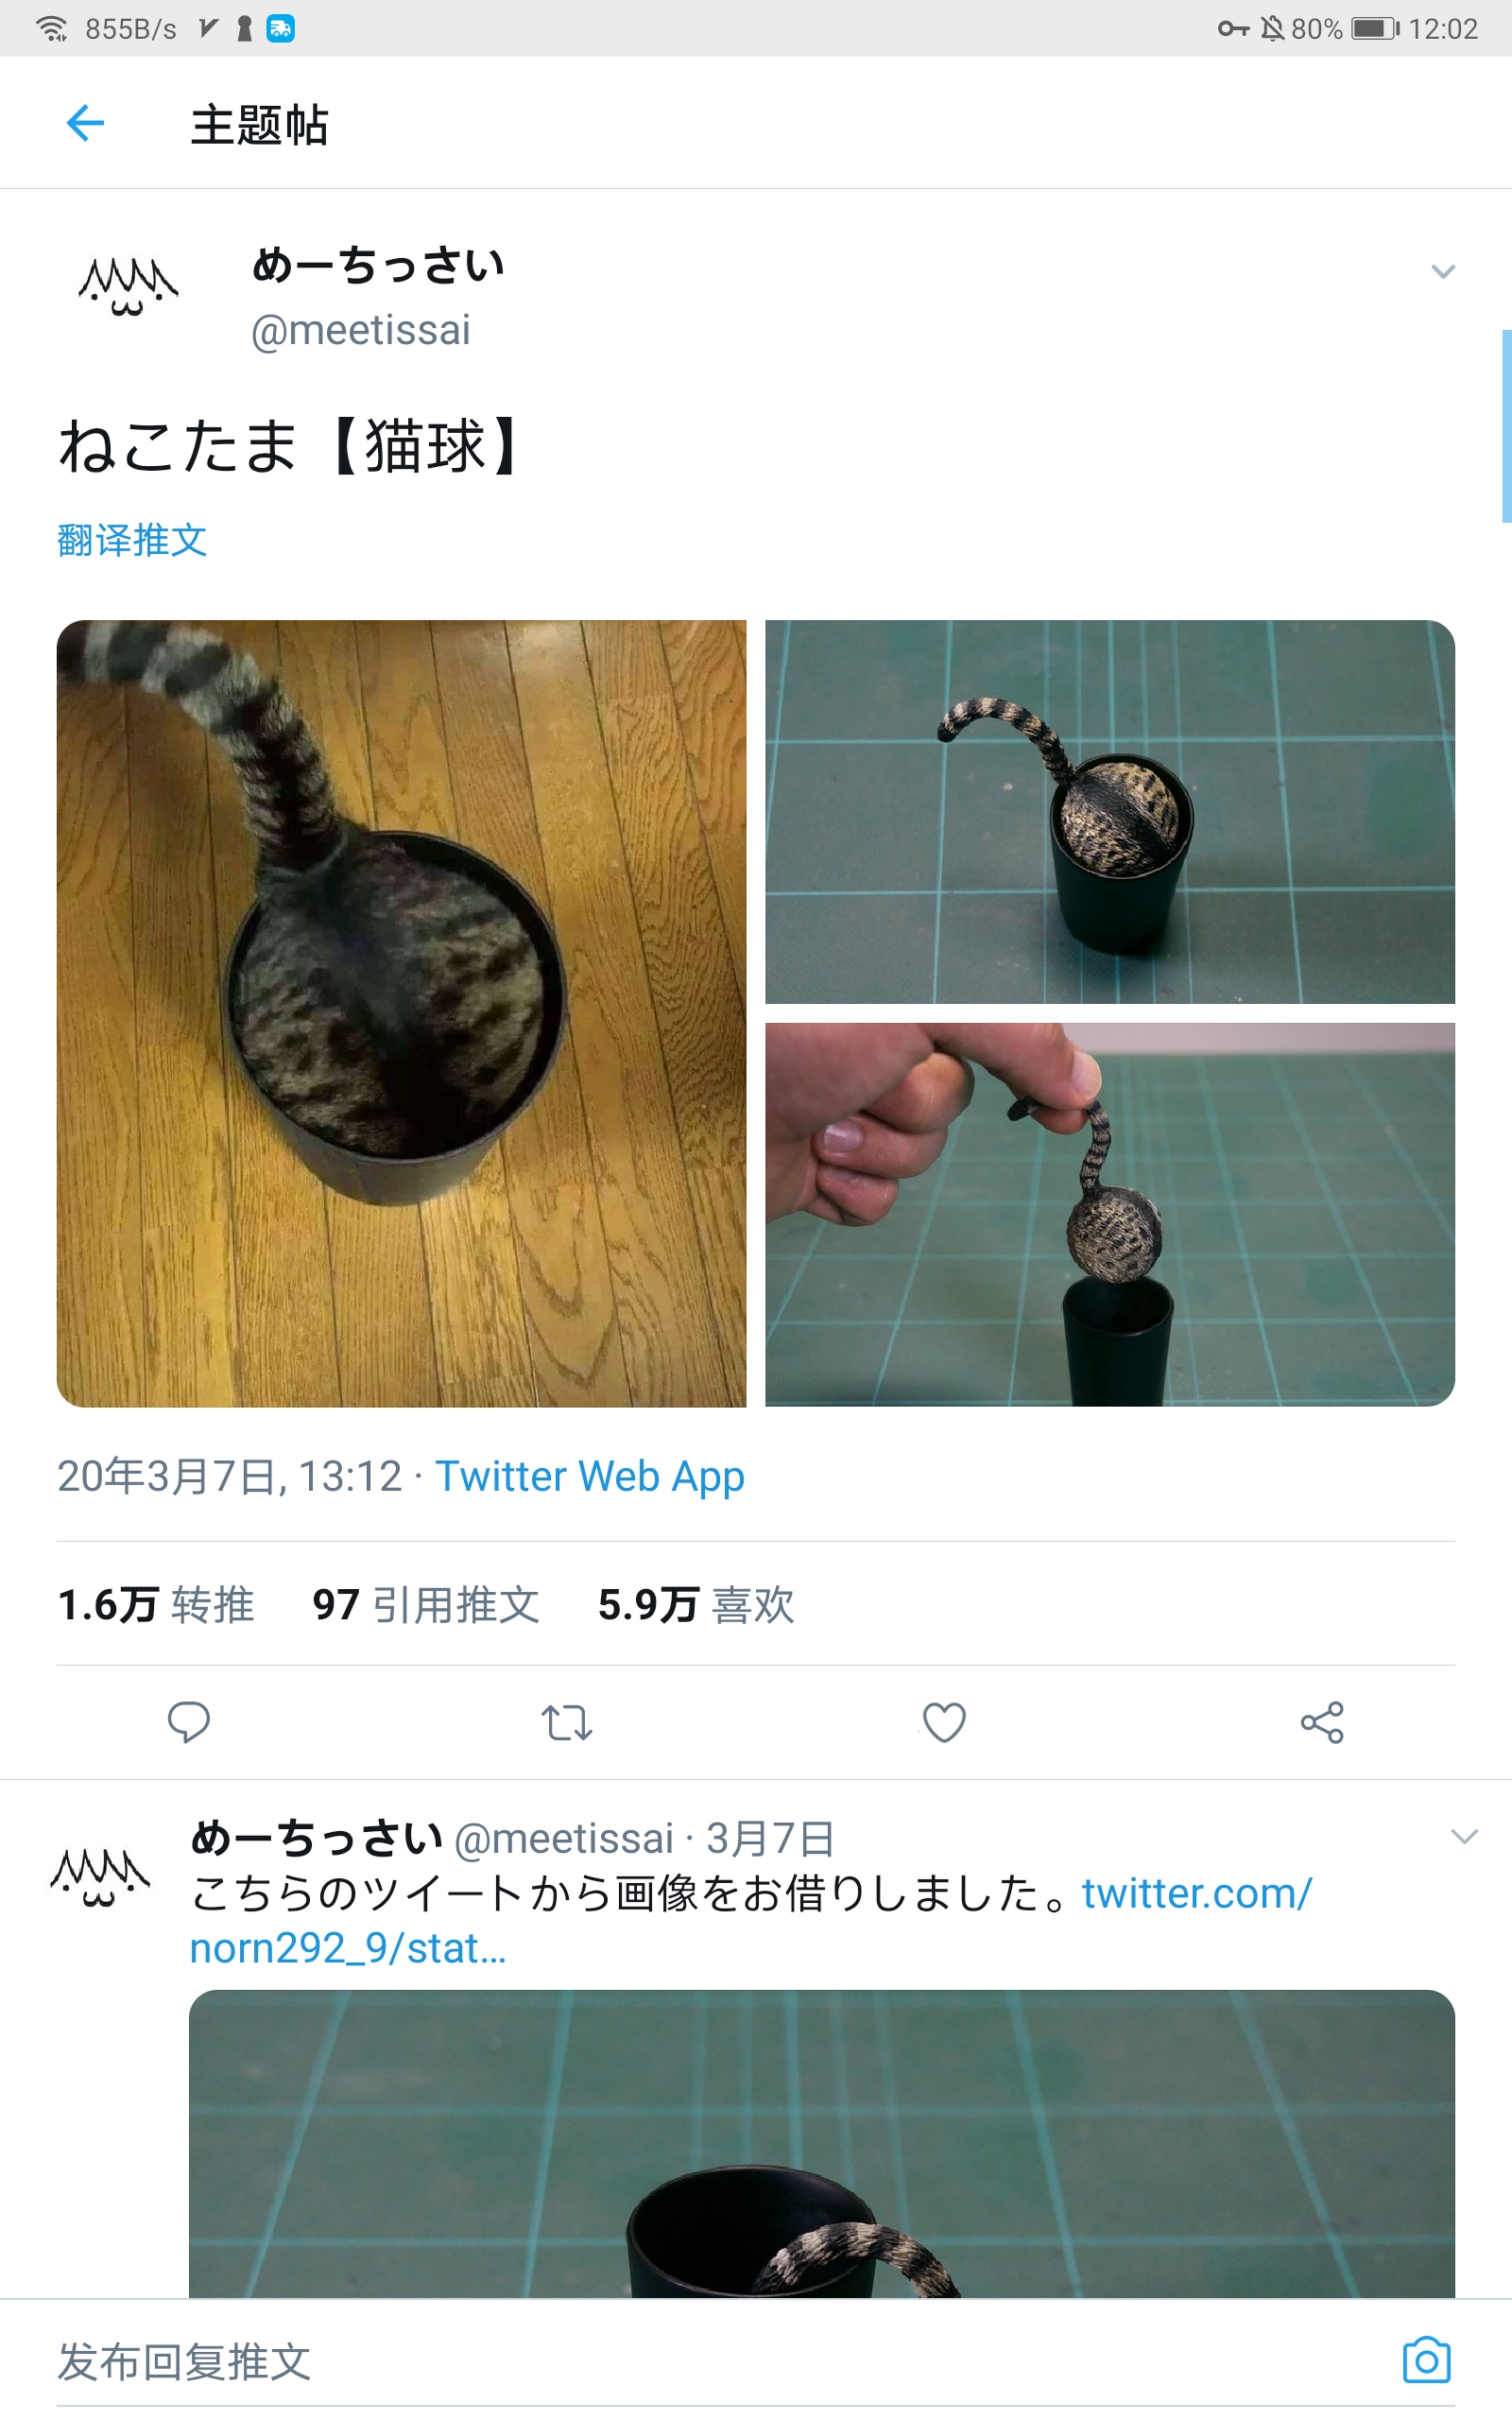 855B/s 80% 12:02
主题帖
めーちっさい
@meetissai
ねこたま【猫球】
翻译推文
20年3月7日, 13:12 · Twitter Web App
1.6万 转推 97 引用推文 5.9万 喜欢
めーちっさい @meetissai · 3月7日
こちらのツイートから画像をお借りしました。twitter.com/
norn292_9/stat…
发布回复推文